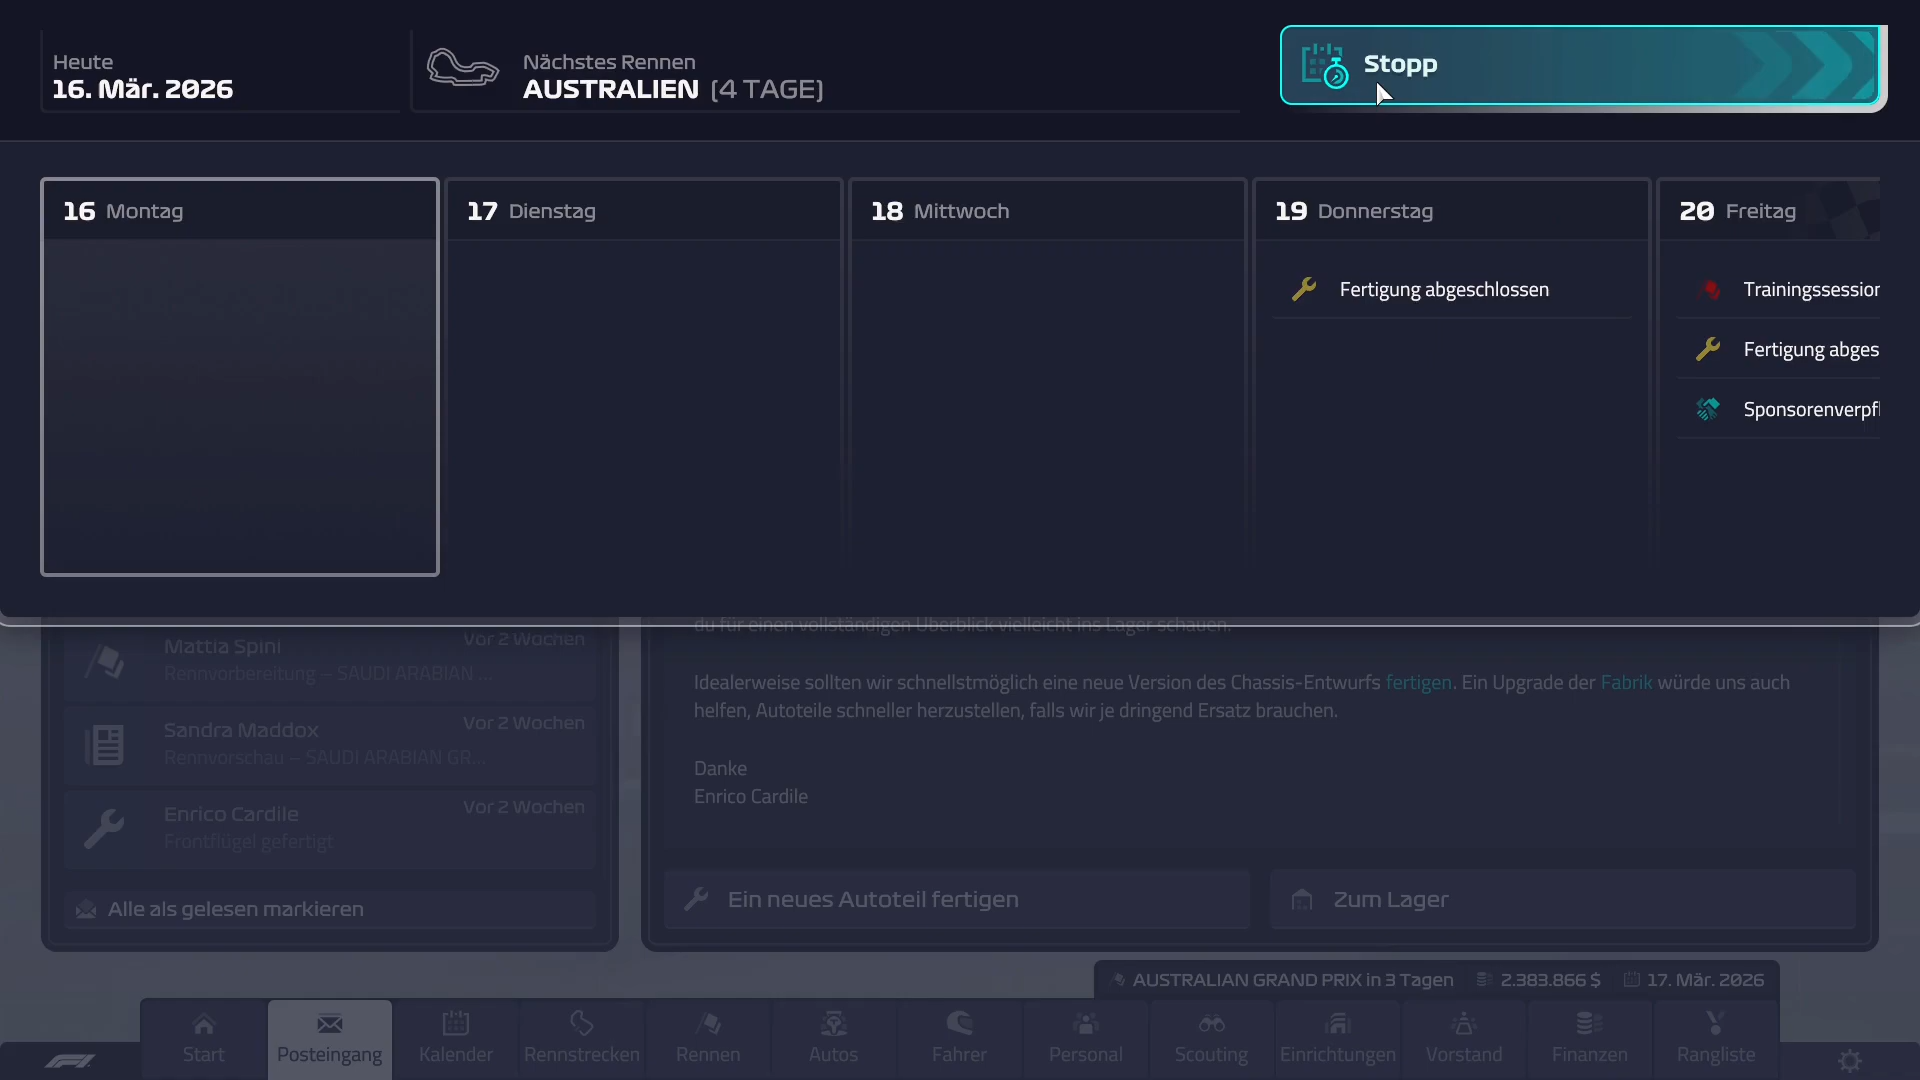 Heute
16. Mär. 2026
Nächstes Rennen
AUSTRALIEN (4 TAGE)
Stopp
16 Montag
17 Dienstag
18 Mittwoch
19 Donnerstag
20 Freitag
Fertigung abgeschlossen
Trainingssession
Fertigung abges
Sponsorenverpfl
Mattia Spini
Vor 2 Wochen
Rennvorbereitung – SAUDI ARABIAN ...
Sandra Maddox
Vor 2 Wochen
Rennvorschau – SAUDI ARABIAN GR...
Enrico Cardile
Vor 2 Wochen
Frontflügel gefertigt
Alle als gelesen markieren
du für einen vollständigen Überblick vielleicht ins Lager schauen.
Idealerweise sollten wir schnellstmöglich eine neue Version des Chassis-Entwurfs fertigen. Ein Upgrade der Fabrik würde uns auch
helfen, Autoteile schneller herzustellen, falls wir je dringend Ersatz brauchen.
Danke
Enrico Cardile
Ein neues Autoteil fertigen
Zum Lager
AUSTRALIAN GRAND PRIX in 3 Tagen
2.383.866 $
17. Mär. 2026
Start
Posteingang
Kalender
Rennstrecken
Rennen
Autos
Fahrer
Personal
Scouting
Einrichtungen
Vorstand
Finanzen
Rangliste